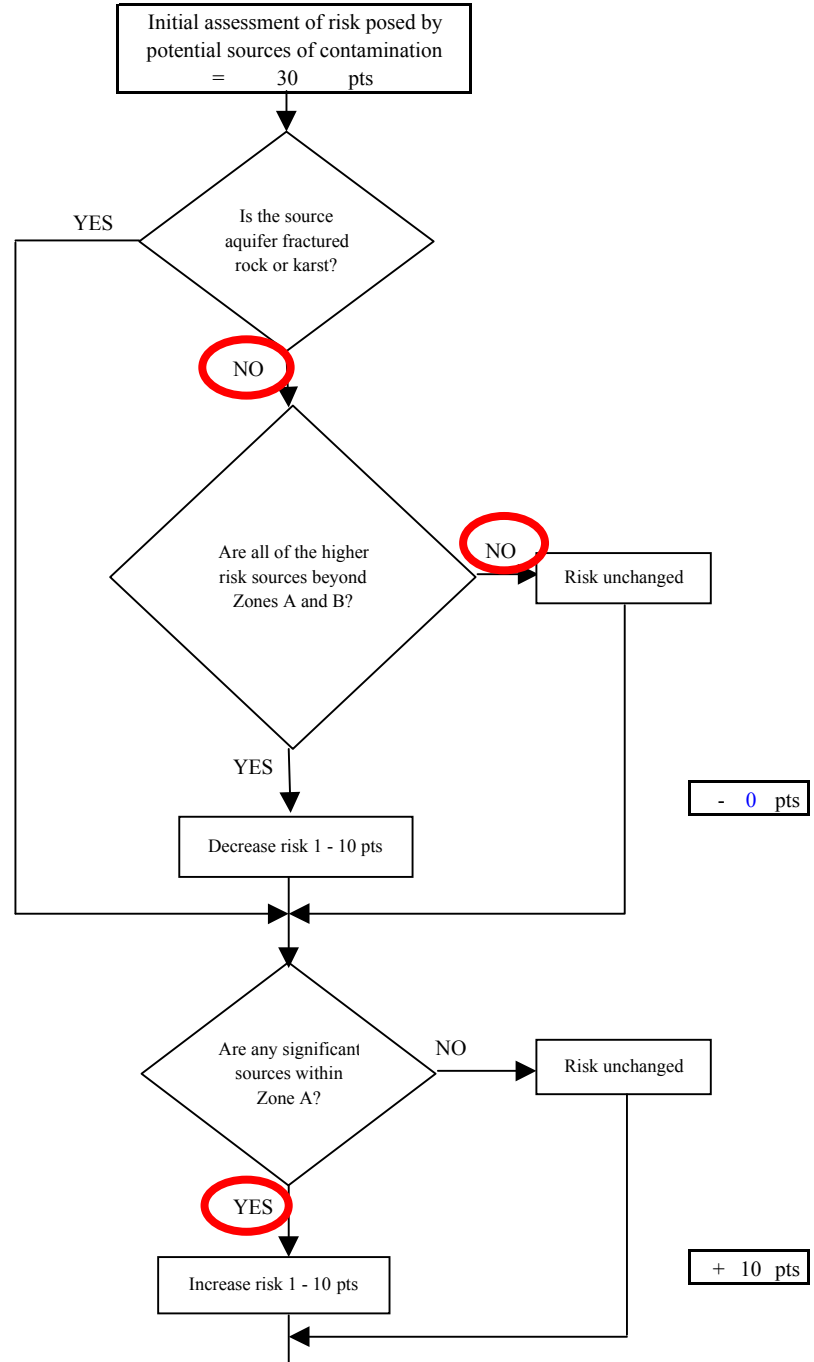 Initial assessment of risk posed by
potential sources of contamination
= 30 pts
YES
Is the source
aquifer fractured
rock or karst?
NO
Are all of the higher
risk sources beyond
Zones A and B?
NO
Risk unchanged
YES
- 0 pts
Decrease risk 1 - 10 pts
Are any significant
sources within
Zone A?
NO
Risk unchanged
YES
Increase risk 1 - 10 pts
+ 10 pts